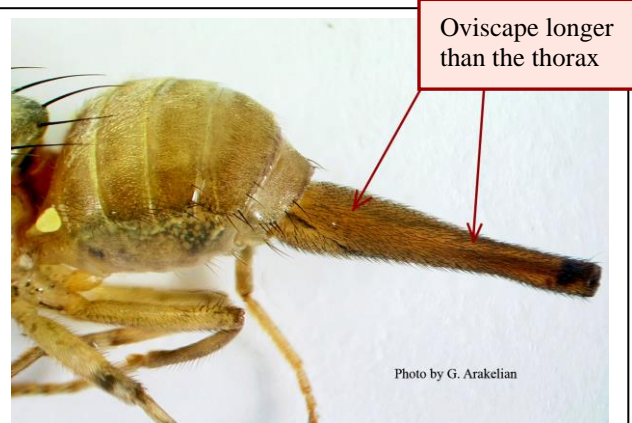 Oviscape longer
than the thorax
Photo by G. Arakelian